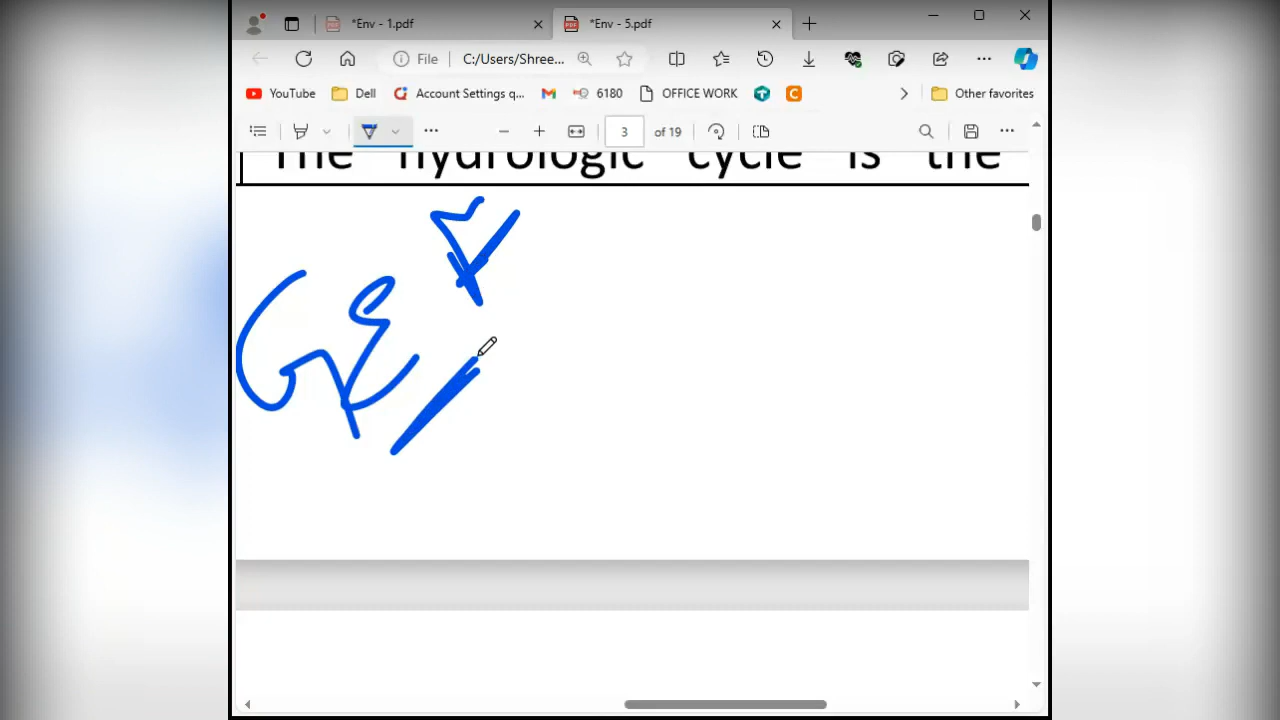 *Env - 1.pdf *Env - 5.pdf
File C:/Users/Shree...
YouTube Dell Account Settings q... 6180 OFFICE WORK Other favorites
3 of 19
The hydrologic cycle is the